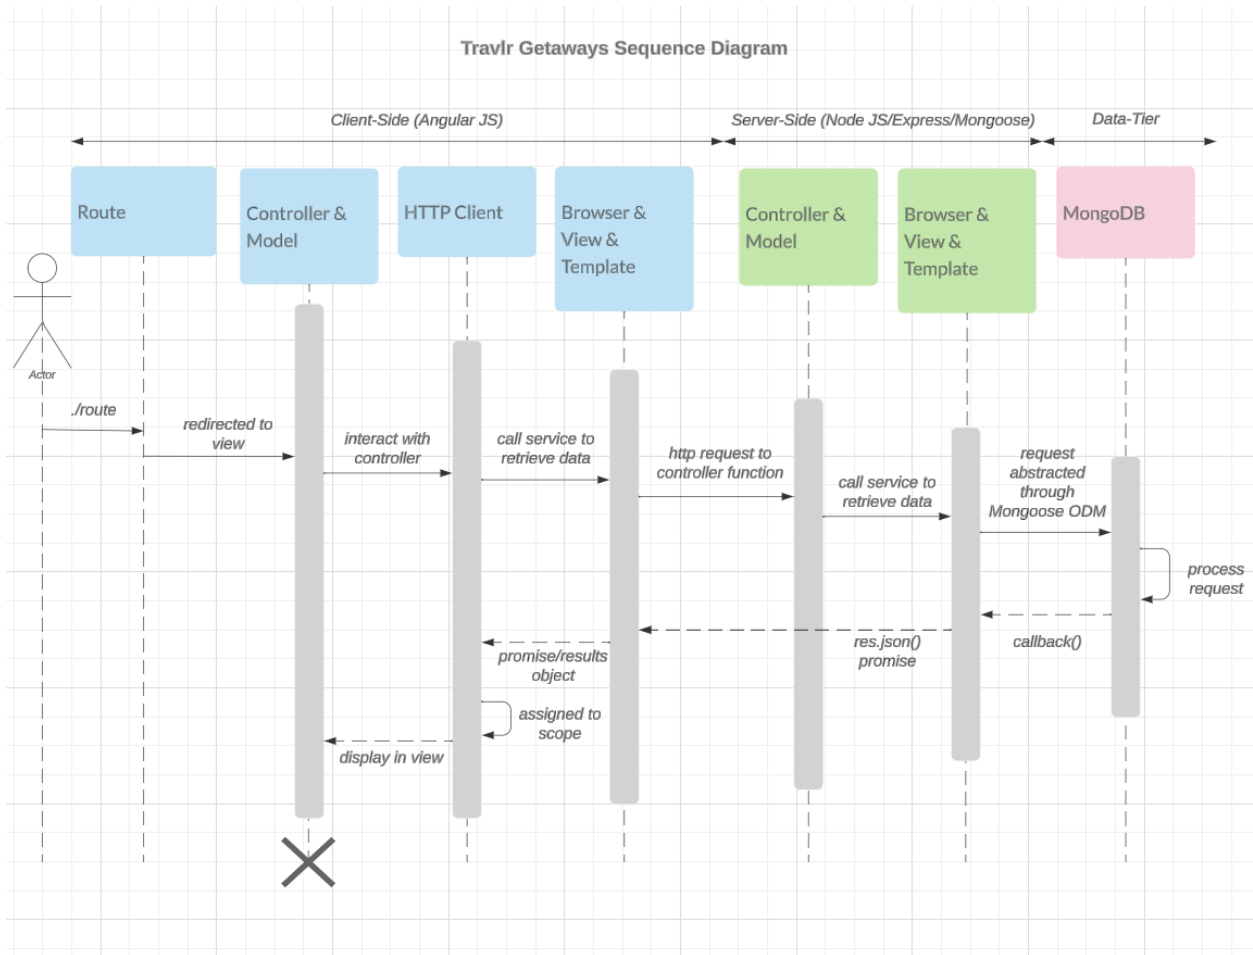 Travlr Getaways Sequence Diagram
Client-Side (Angular JS)
Server-Side (Node JS/Express/Mongoose)
Data-Tier
Route
Controller &
Model
HTTP Client
Browser &
View &
Template
Controller &
Model
Browser &
View &
Template
MongoDB
Actor
./route
redirected to
view
interact with
controller
call service to
retrieve data
http request to
controller function
call service to
retrieve data
request
abstracted
through
Mongoose ODM
process
request
callback()
res.json()
promise
promise/results
object
assigned to
scope
display in view